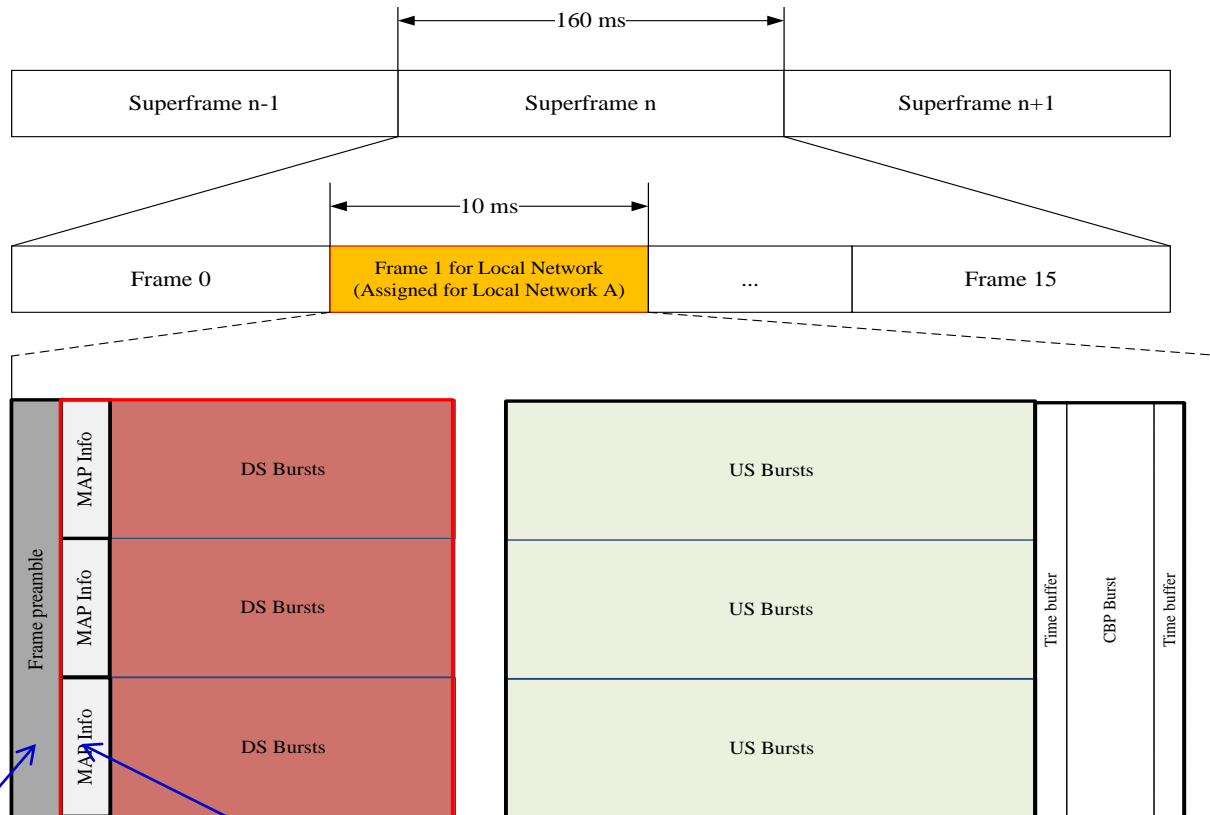 160 ms
Superframe n-1
Superframe n
Superframe n+1
10 ms
Frame 0
Frame 1 for Local Network
(Assigned for Local Network A)
...
Frame 15
Frame preamble
MAP Info
DS Bursts
US Bursts
MAP Info
DS Bursts
US Bursts
MAP Info
DS Bursts
US Bursts
Time buffer
CBP Burst
Time buffer